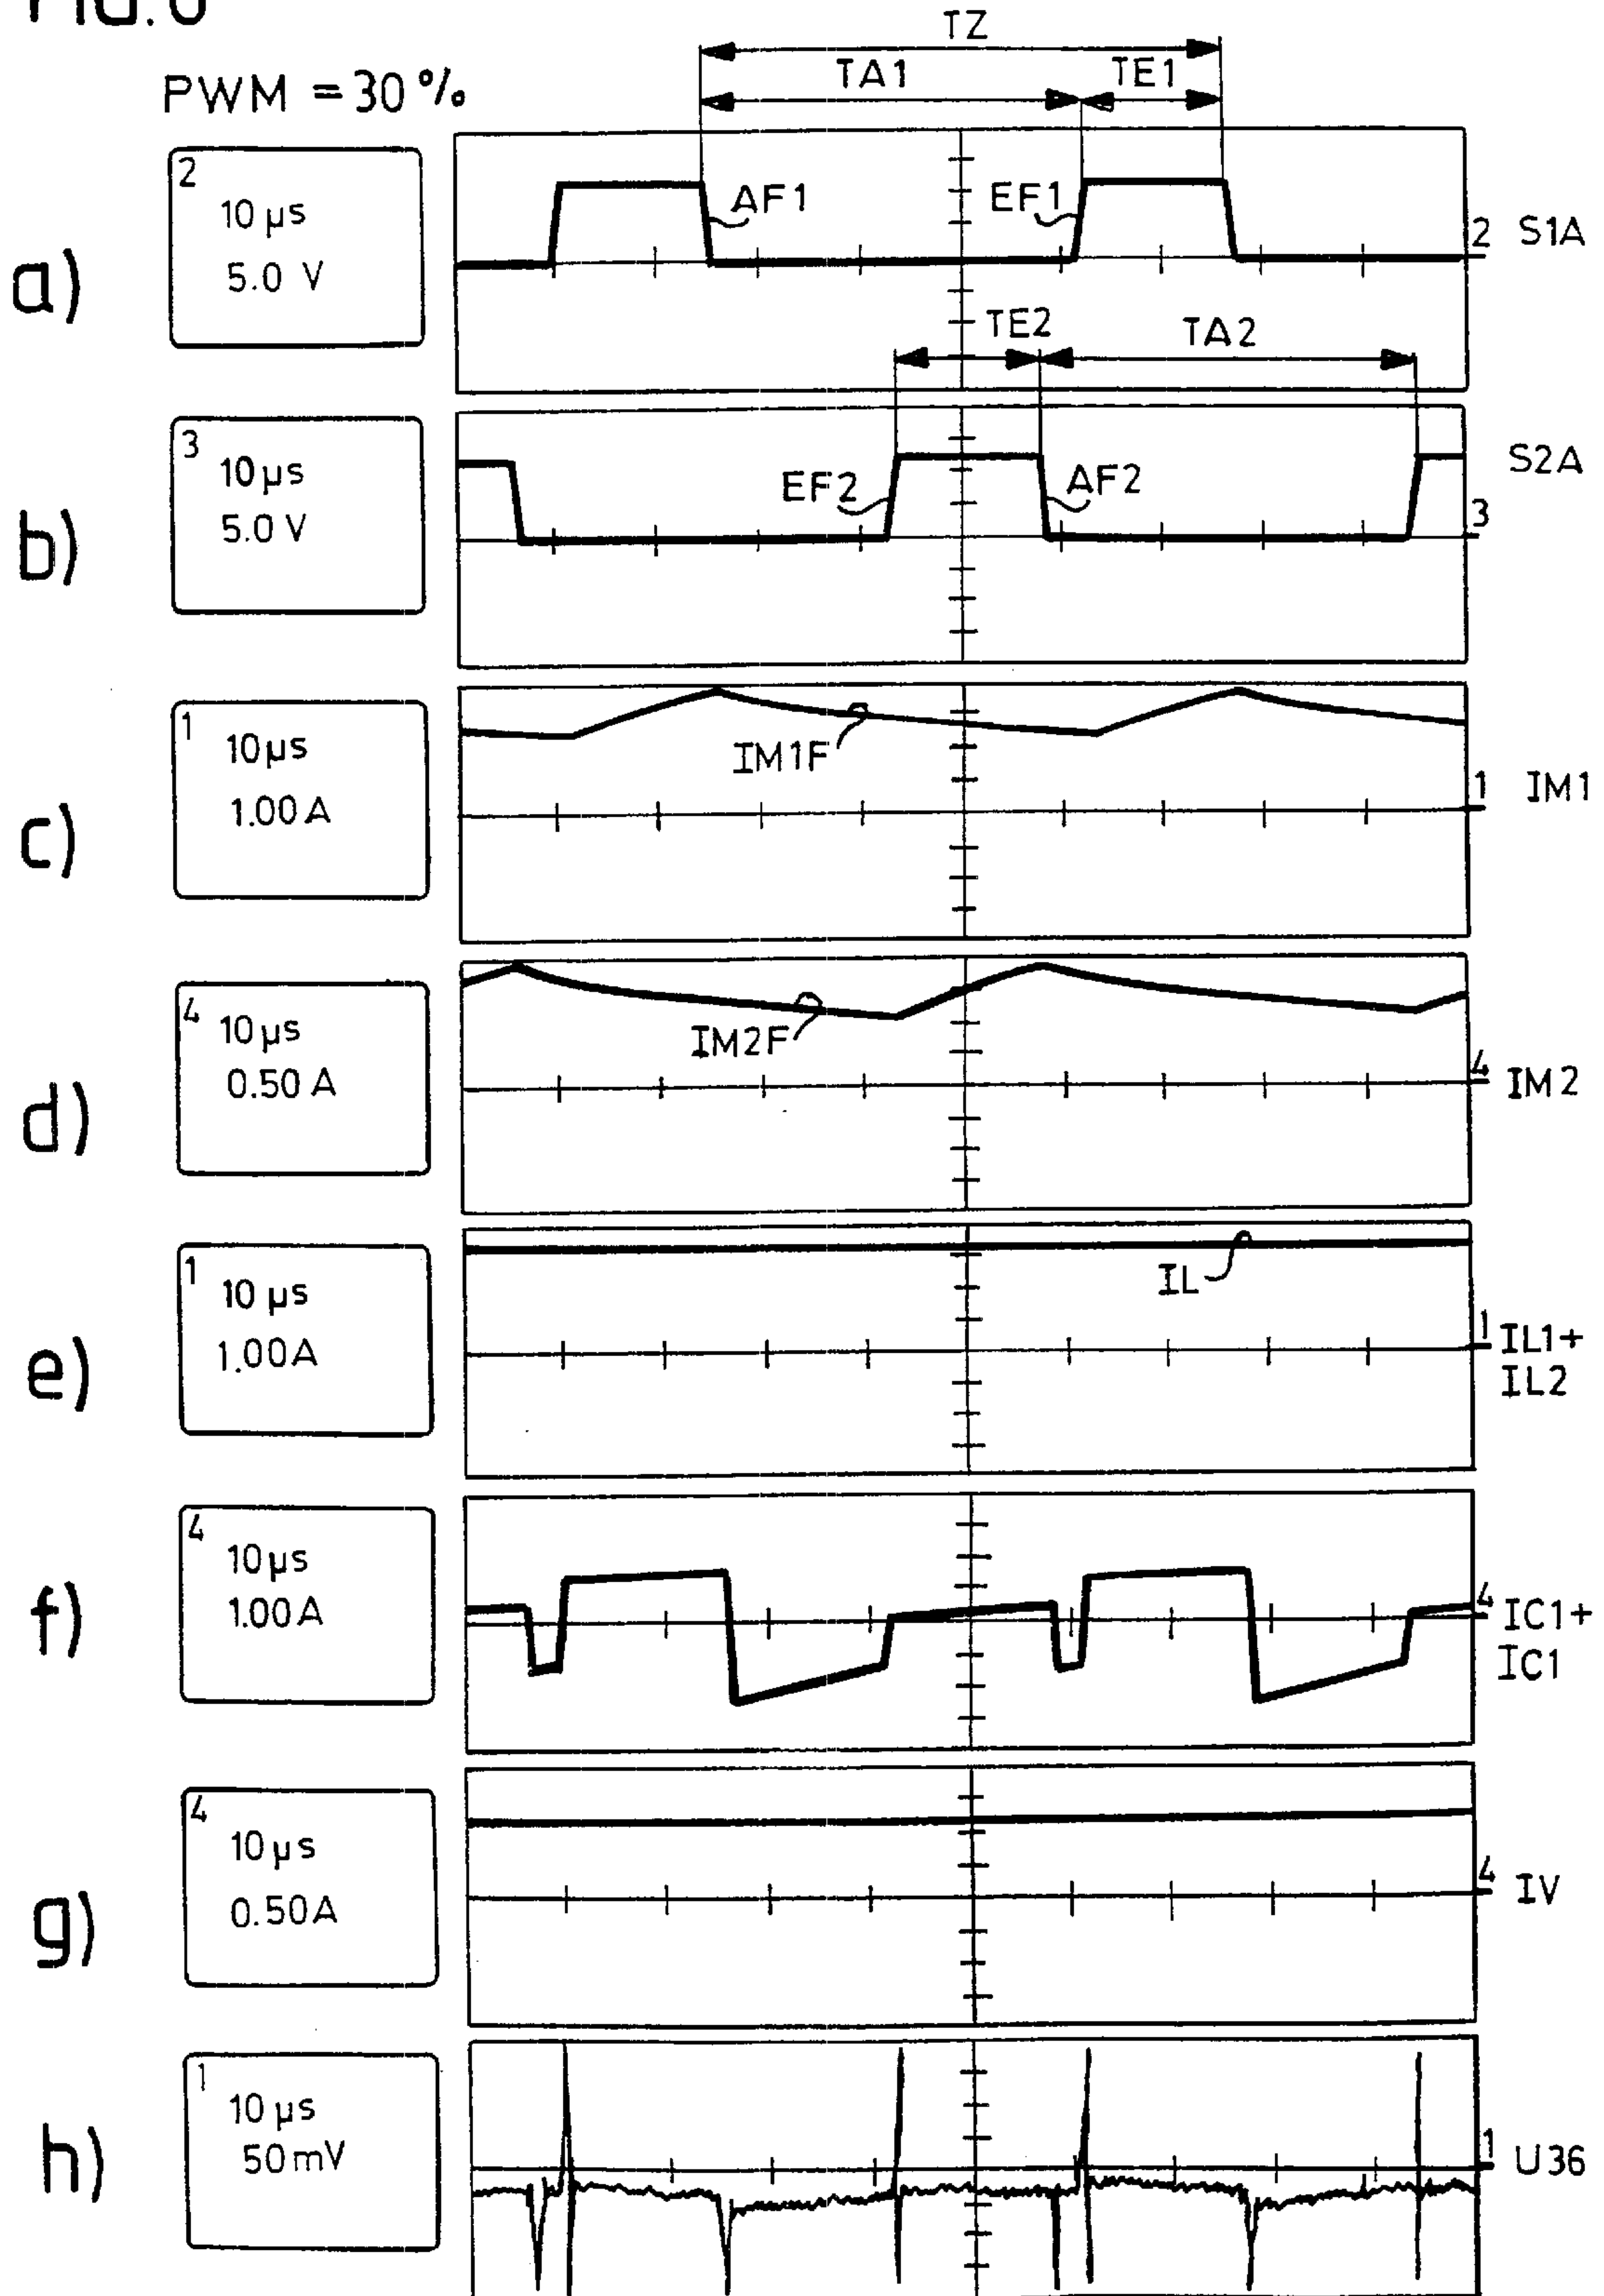 FIG. 6
PWM = 30 %
TZ
TA1
TE1
a)
2
10 µs
5.0 V
AF1
EF1
2
S1A
TE2
TA2
b)
3
10 µs
5.0 V
EF2
AF2
3
S2A
c)
1
10 µs
1.00 A
IM1F
1
IM1
d)
4
10 µs
0.50 A
IM2F
4
IM2
e)
1
10 µs
1.00 A
IL
1
IL1+
IL2
f)
4
10 µs
1.00 A
4
IC1+
IC1
g)
4
10 µs
0.50 A
4
IV
h)
1
10 µs
50 mV
1
U36